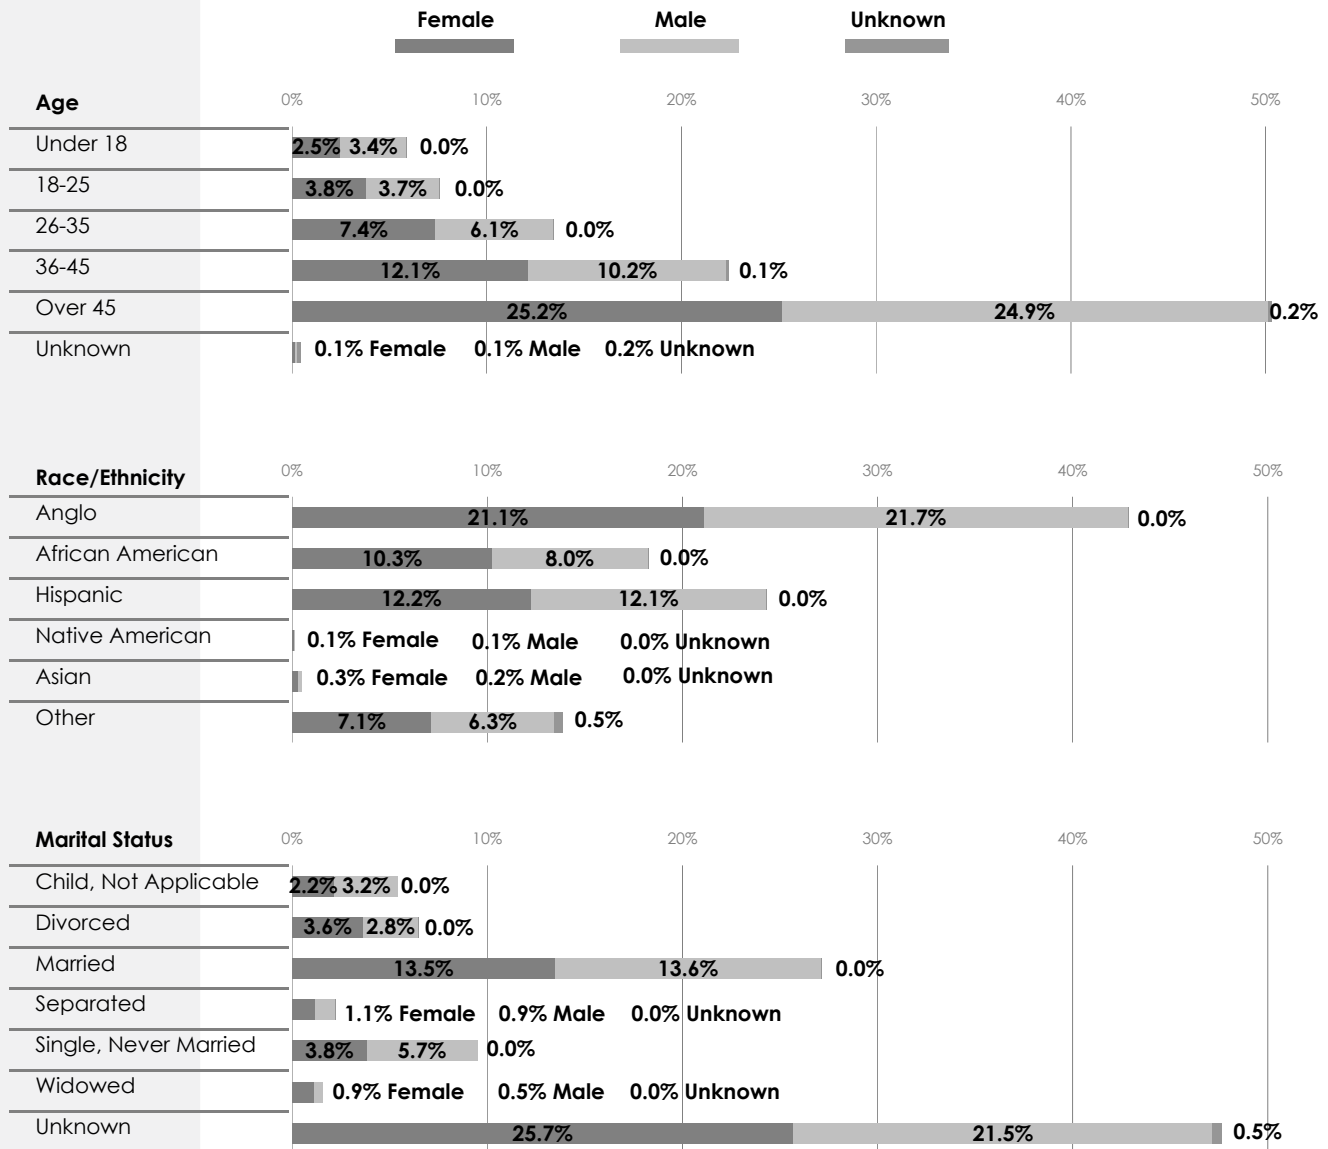 Female Male Unknown
Age 0% 10% 20% 30% 40% 50%
Under 18 2.5% 3.4% 0.0%
18-25 3.8% 3.7% 0.0%
26-35 7.4% 6.1% 0.0%
36-45 12.1% 10.2% 0.1%
Over 45 25.2% 24.9% 0.2%
Unknown 0.1% Female 0.1% Male 0.2% Unknown
Race/Ethnicity 0% 10% 20% 30% 40% 50%
Anglo 21.1% 21.7% 0.0%
African American 10.3% 8.0% 0.0%
Hispanic 12.2% 12.1% 0.0%
Native American 0.1% Female 0.1% Male 0.0% Unknown
Asian 0.3% Female 0.2% Male 0.0% Unknown
Other 7.1% 6.3% 0.5%
Marital Status 0% 10% 20% 30% 40% 50%
Child, Not Applicable 2.2% 3.2% 0.0%
Divorced 3.6% 2.8% 0.0%
Married 13.5% 13.6% 0.0%
Separated 1.1% Female 0.9% Male 0.0% Unknown
Single, Never Married 3.8% 5.7% 0.0%
Widowed 0.9% Female 0.5% Male 0.0% Unknown
Unknown 25.7% 21.5% 0.5%